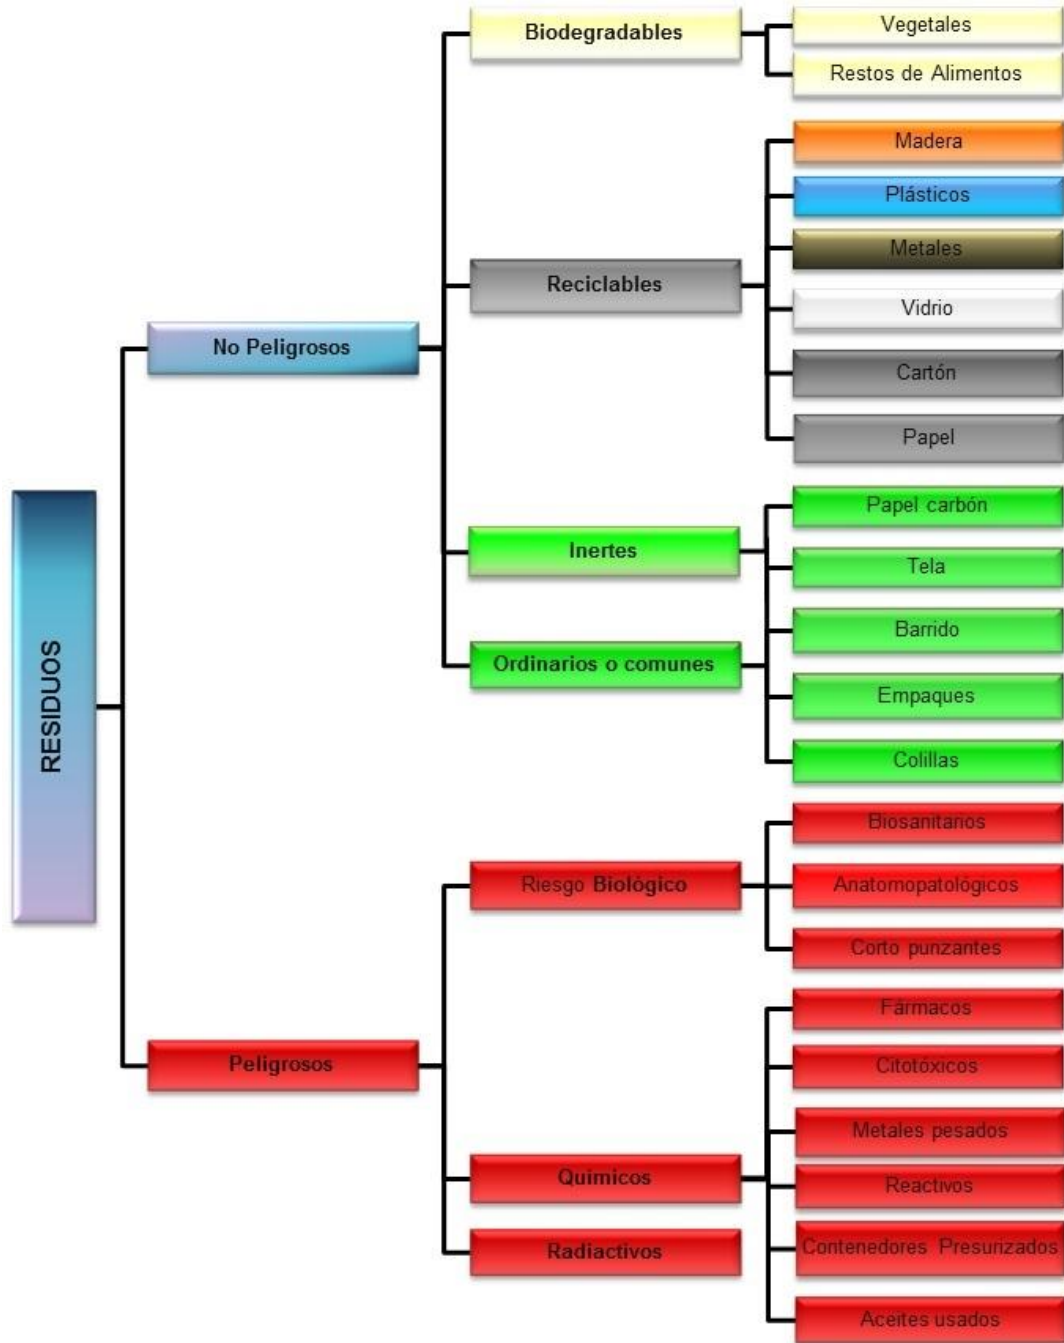 RESIDUOS
No Peligrosos
Biodegradables
Vegetales
Restos de Alimentos
Reciclables
Madera
Plásticos
Metales
Vidrio
Cartón
Papel
Inertes
Ordinarios o comunes
Papel carbón
Tela
Barrido
Empaques
Colillas
Peligrosos
Riesgo Biológico
Biosanitarios
Anatomopatológicos
Corto punzantes
Químicos
Fármacos
Citotóxicos
Metales pesados
Reactivos
Contenedores Presurizados
Aceites usados
Radiactivos